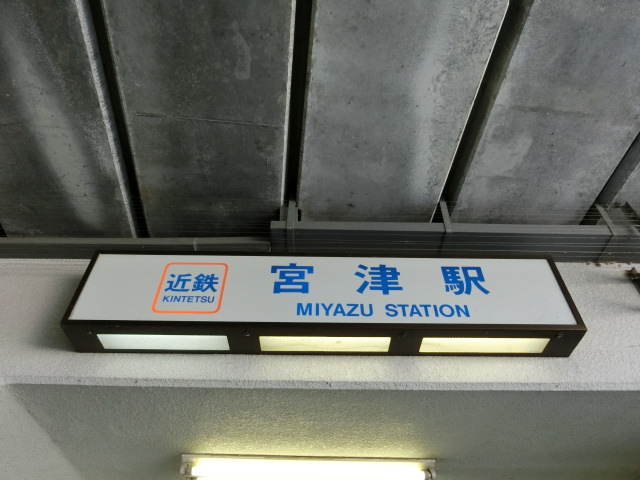 近鉄
KINTETSU
宮津駅
MIYAZU STATION